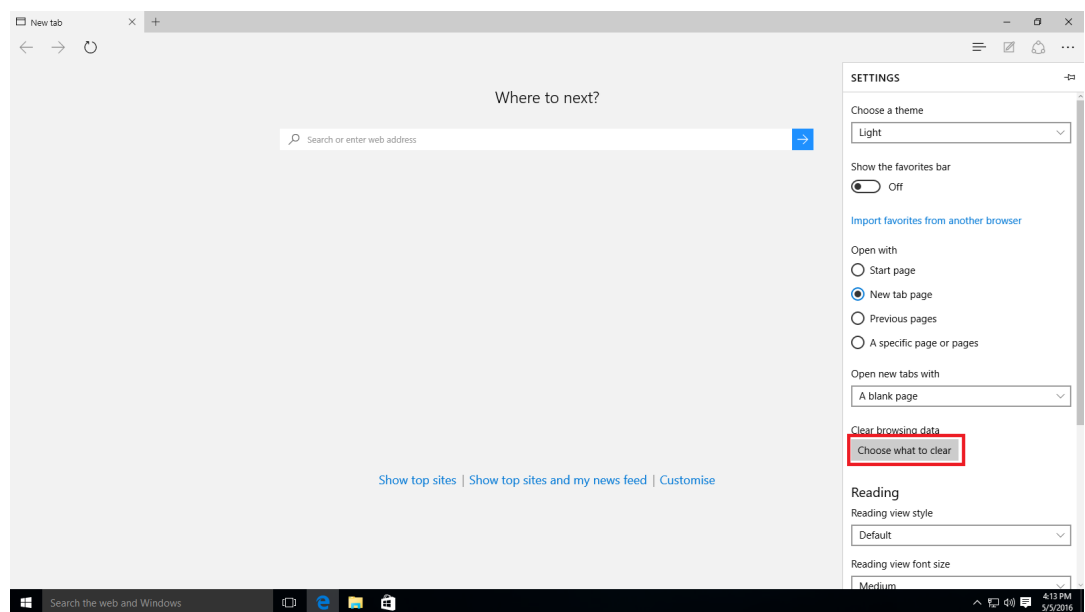 New tab
SETTINGS
Where to next?
Search or enter web address
Choose a theme
Light
Show the favorites bar
Off
Import favorites from another browser
Open with
Start page
New tab page
Previous pages
A specific page or pages
Open new tabs with
A blank page
Clear browsing data
Choose what to clear
Show top sites | Show top sites and my news feed | Customise
Reading
Reading view style
Default
Reading view font size
Medium
Search the web and Windows
4:13 PM
5/5/2016